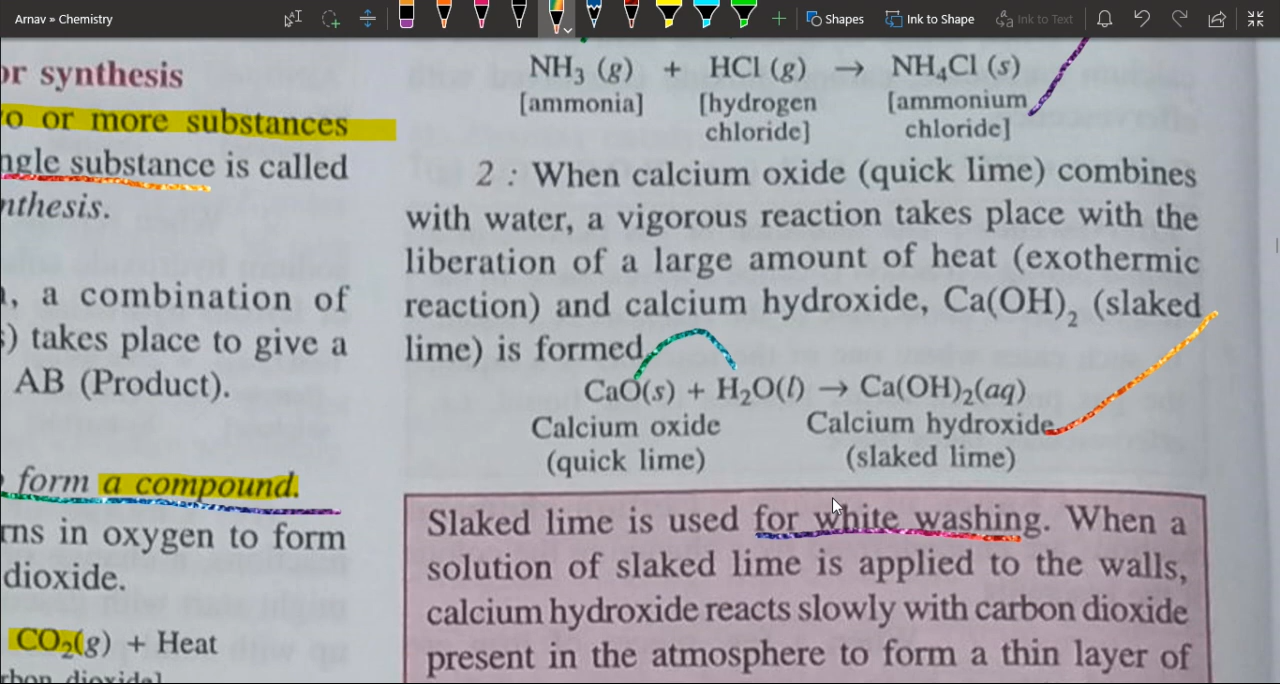 Arnav » Chemistry
Shapes
Ink to Shape
Ink to Text
or synthesis
or more substances
substance is called
nthesis.
a combination of
takes place to give a
AB (Product).
form a compound.
rns in oxygen to form
dioxide.
CO₂(g) + Heat
NH₃ (g) + HCl (g) → NH₄Cl (s)
[ammonia] [hydrogen chloride] [ammonium chloride]
2 : When calcium oxide (quick lime) combines
with water, a vigorous reaction takes place with the
liberation of a large amount of heat (exothermic
reaction) and calcium hydroxide, Ca(OH)₂ (slaked
lime) is formed.
CaO(s) + H₂O(l) → Ca(OH)₂(aq)
Calcium oxide Calcium hydroxide
(quick lime) (slaked lime)
Slaked lime is used for white washing. When a
solution of slaked lime is applied to the walls,
calcium hydroxide reacts slowly with carbon dioxide
present in the atmosphere to form a thin layer of